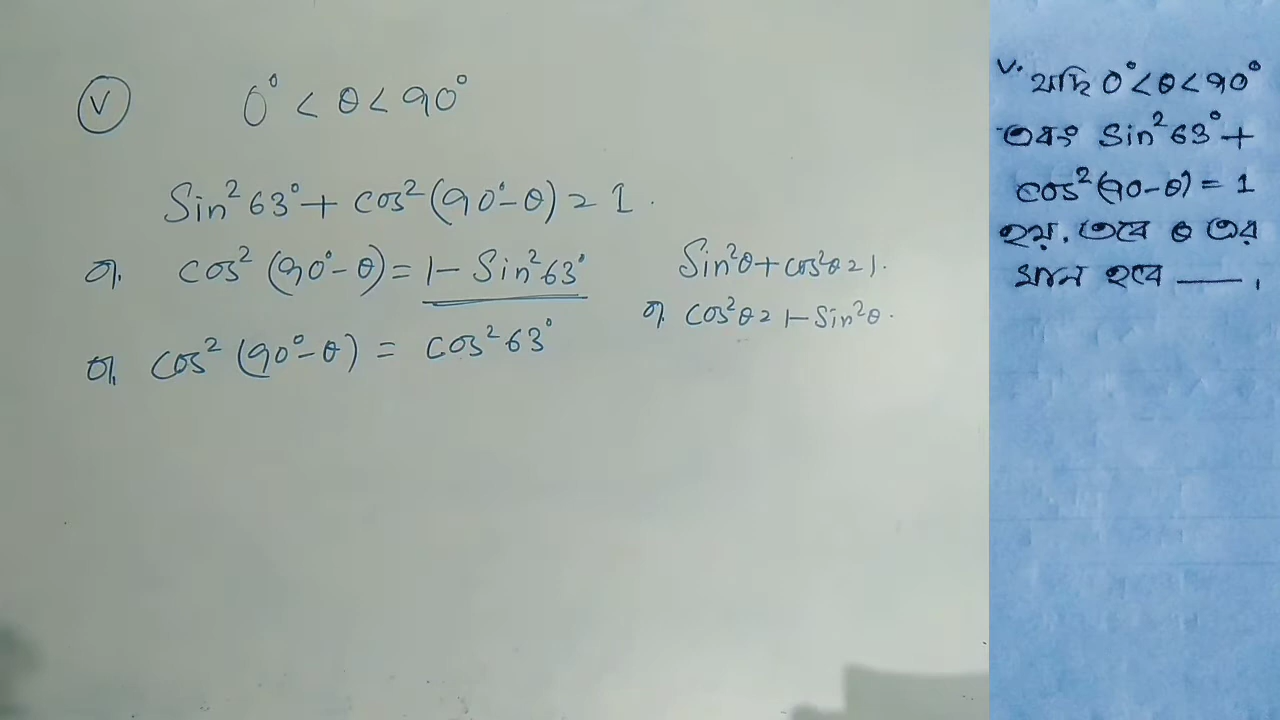 V 0° < θ < 90°
Sin² 63° + cos² (90° - θ) = 1.
বা, cos² (90° - θ) = 1 - Sin² 63°
বা, cos² (90° - θ) = cos² 63°
Sin²θ + cos²θ = 1.
বা, cos²θ = 1 - Sin²θ.
V. যদি 0° < θ < 90°
এবং Sin² 63° +
cos² (90 - θ) = 1
হয়, তবে θ এর
মান হবে —— ।